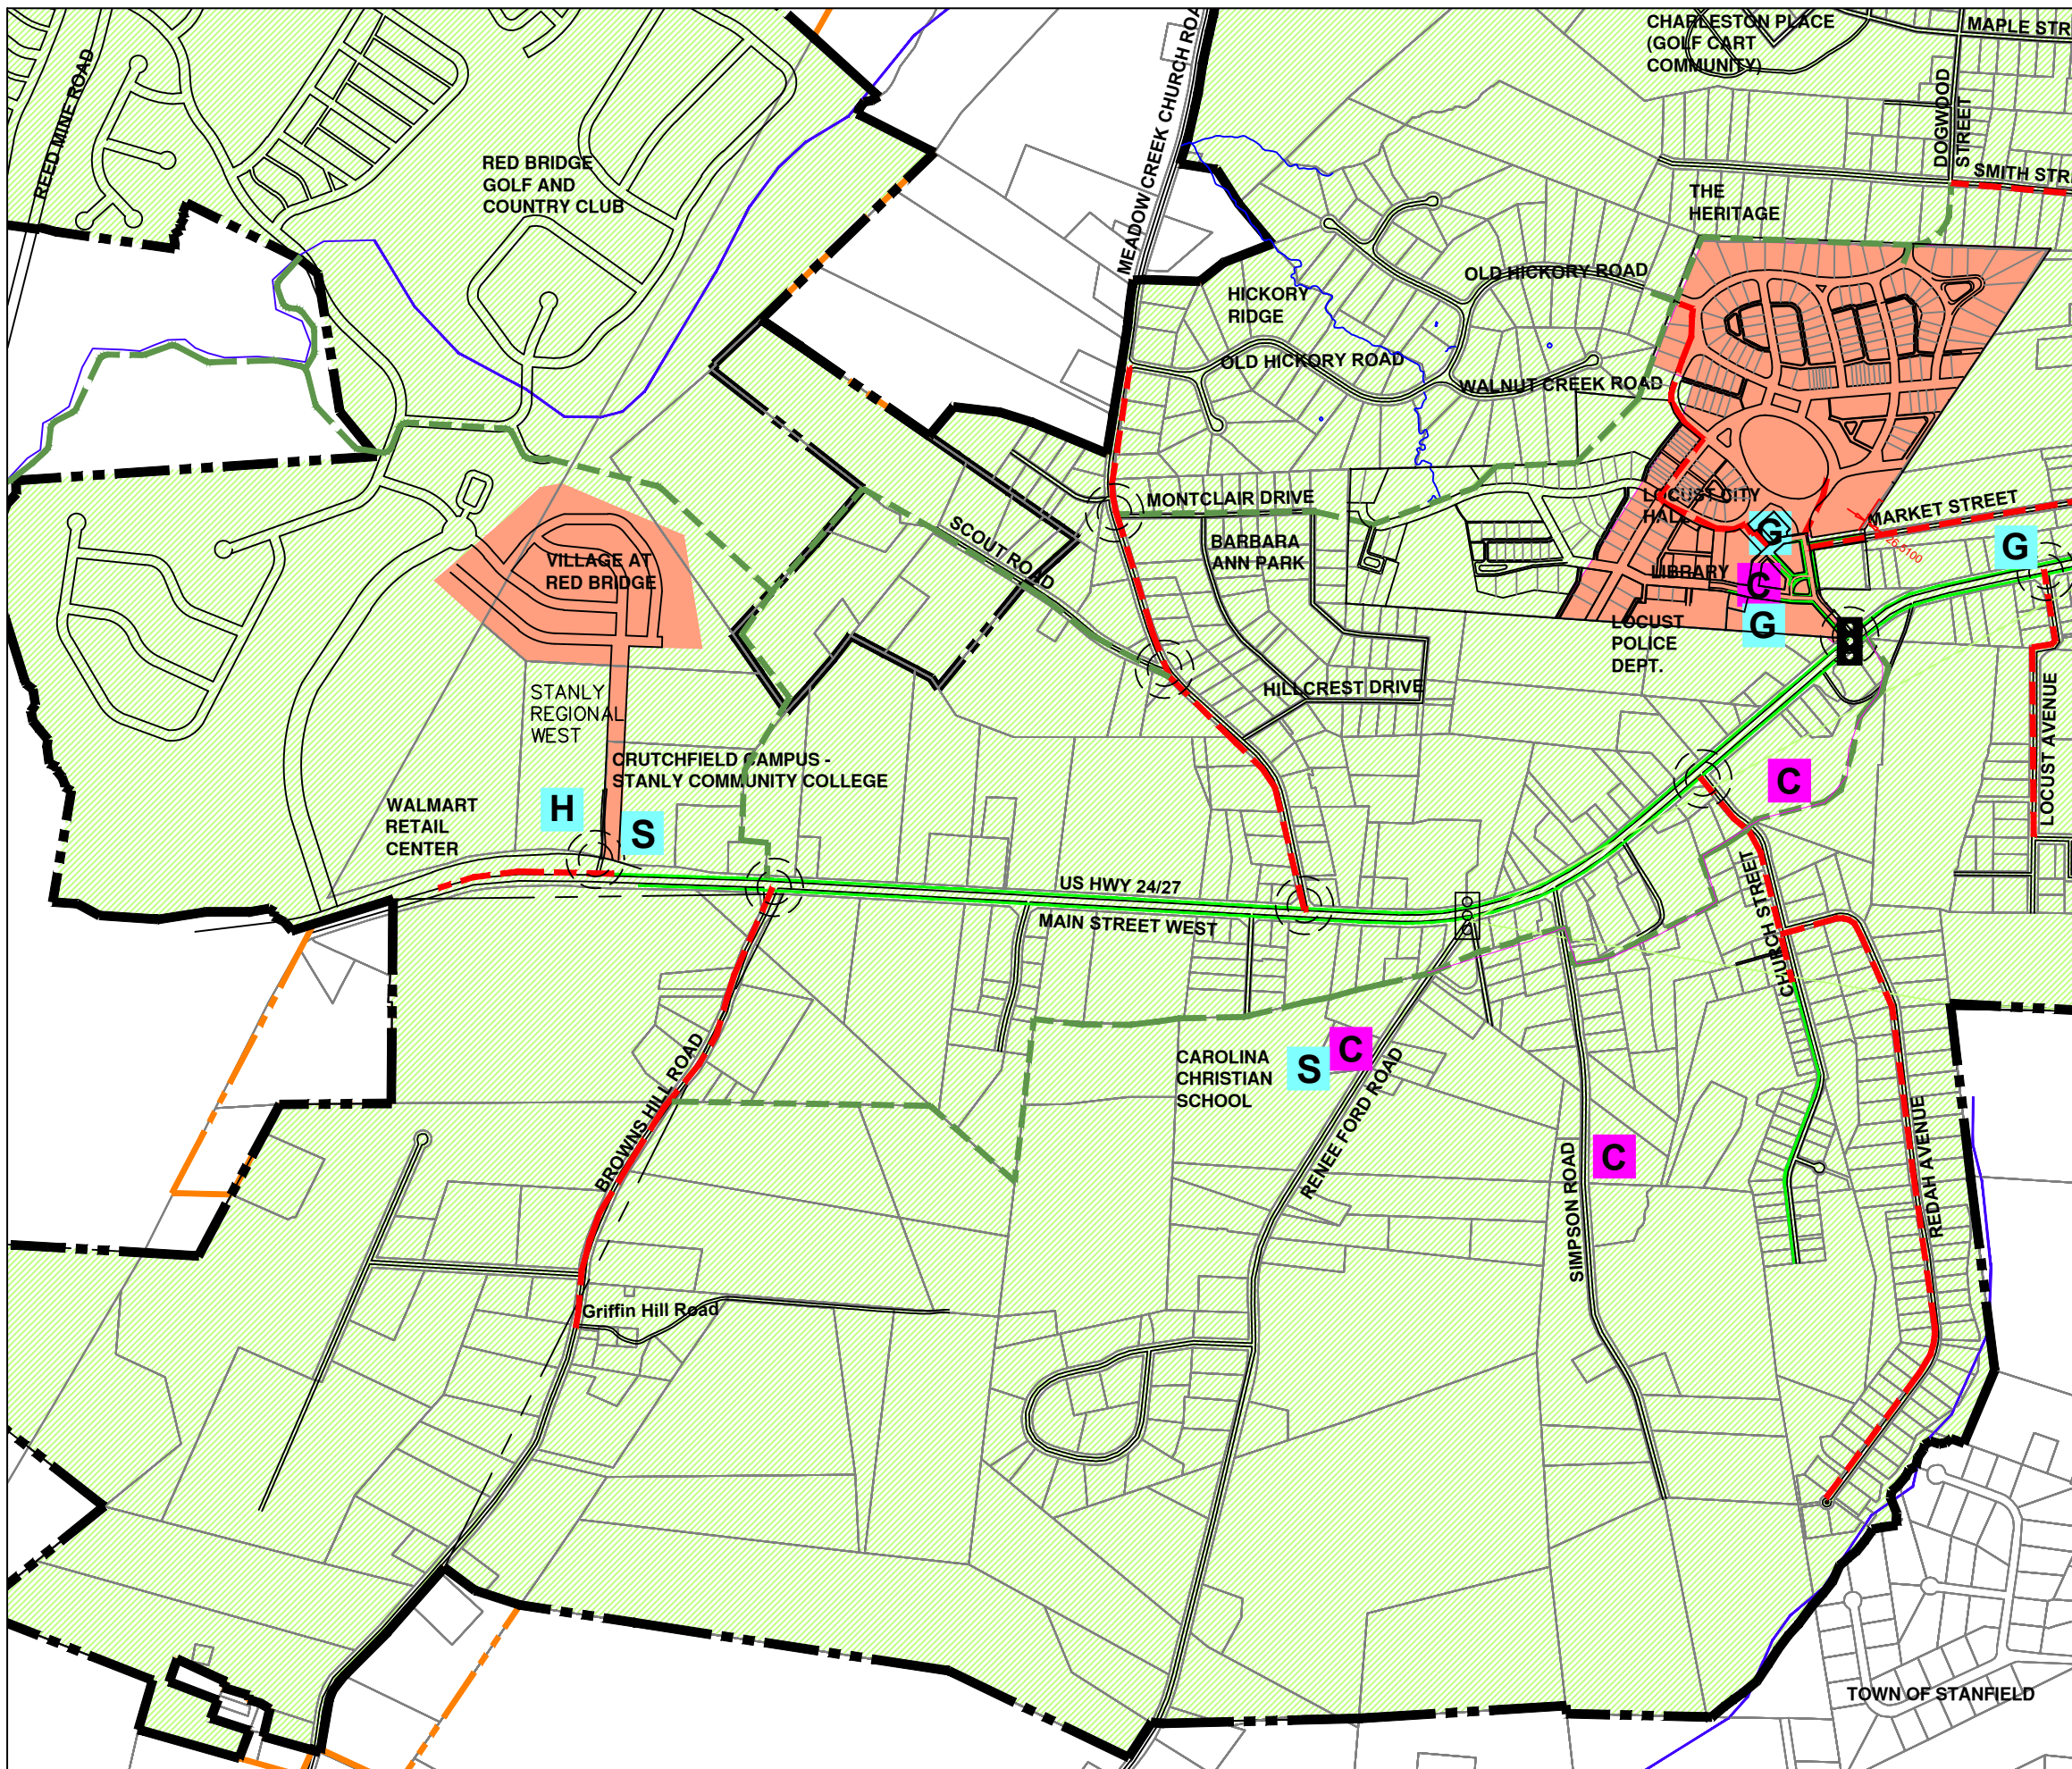 CHARLESTON PLACE
(GOLF CART
COMMUNITY)
MAPLE STR
REED MINE ROAD
MEADOW CREEK CHURCH ROA
DOGWOOD
STREET
RED BRIDGE
GOLF AND
COUNTRY CLUB
SMITH STRE
THE
HERITAGE
OLD HICKORY ROAD
HICKORY
RIDGE
OLD HICKORY ROAD
WALNUT CREEK ROAD
MONTCLAIR DRIVE
LOCUST CITY
HALL
G
MARKET STREET
26.5100
G
SCOUT ROAD
BARBARA
ANN PARK
VILLAGE AT
RED BRIDGE
LIBRARY
C
G
LOCUST
POLICE
DEPT.
HILLCREST DRIVE
STANLY
REGIONAL
WEST
LOCUST AVENUE
CRUTCHFIELD CAMPUS -
STANLY COMMUNITY COLLEGE
C
WALMART
RETAIL
CENTER
H
S
US HWY 24/27
MAIN STREET WEST
CHURCH STREET
CAROLINA
CHRISTIAN
SCHOOL
S
C
BROWNS HILL ROAD
RENEE FORD ROAD
C
SIMPSON ROAD
REDAH AVENUE
Griffin Hill Road
TOWN OF STANFIELD